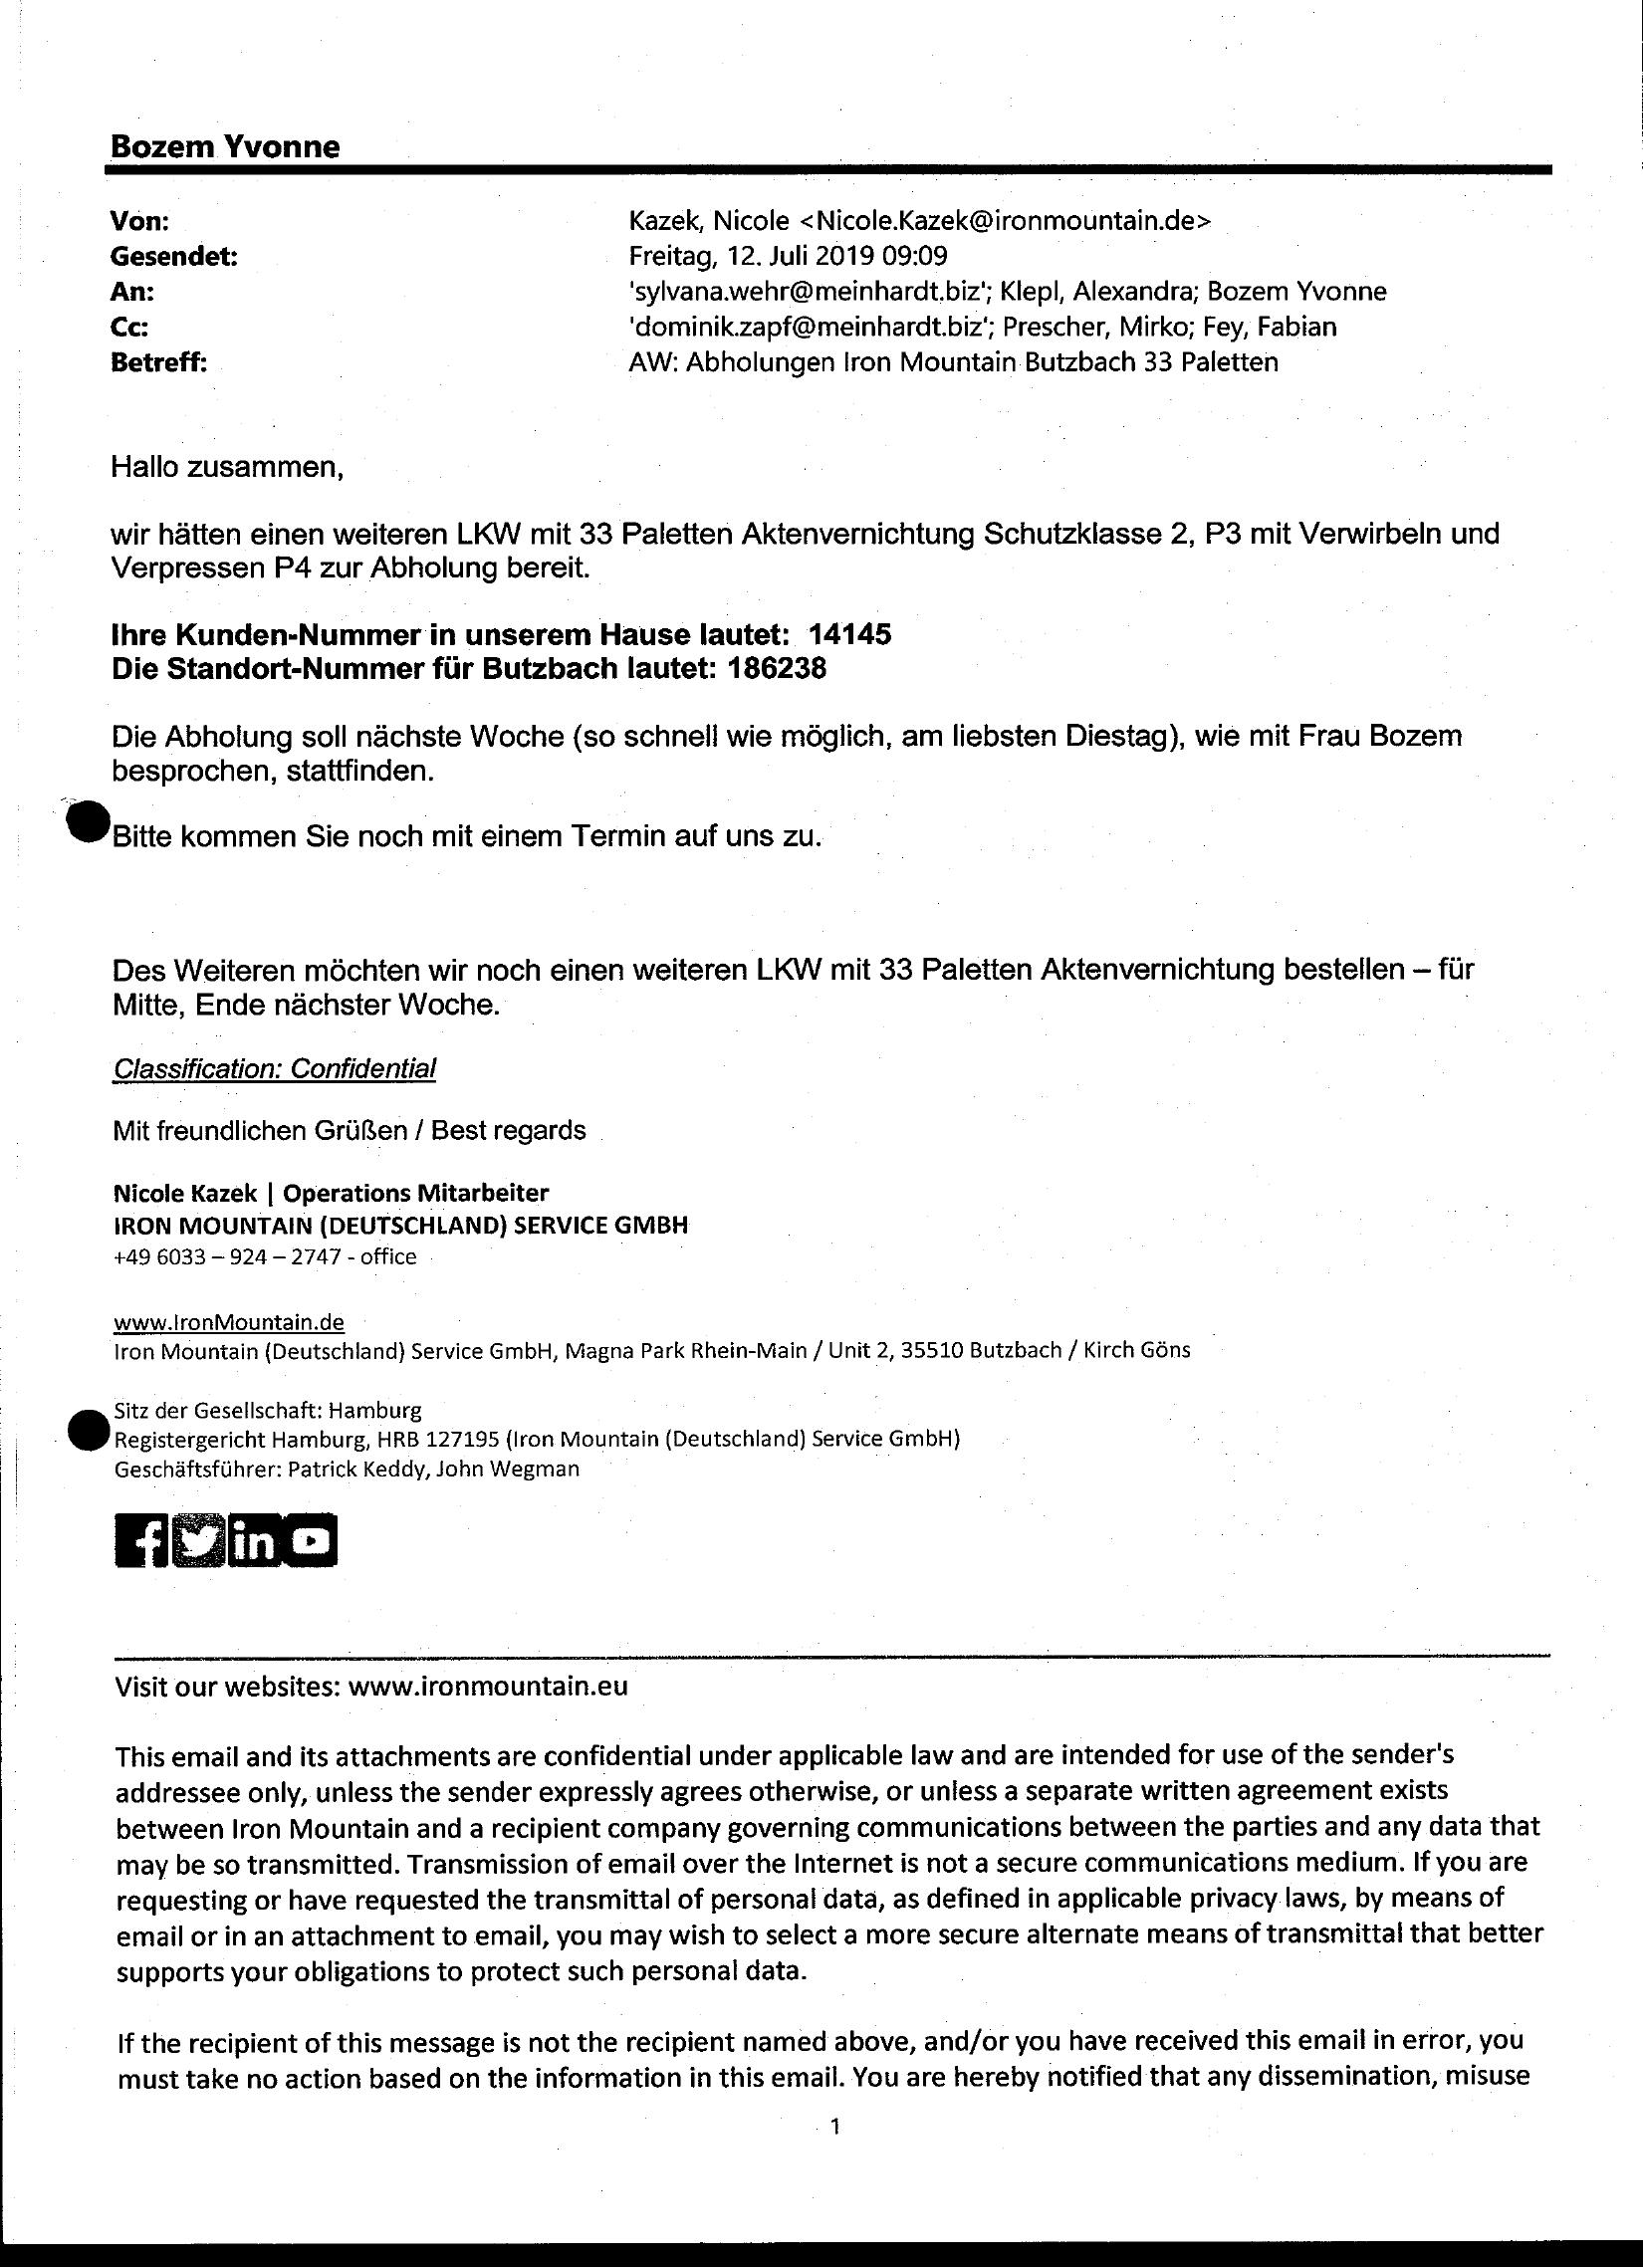 Bozem Yvonne
Von: Kazek, Nicole <Nicole.Kazek@ironmountain.de>
Gesendet: Freitag, 12. Juli 2019 09:09
An: 'sylvana.wehr@meinhardt.biz'; Klepl, Alexandra; Bozem Yvonne
Cc: 'dominik.zapf@meinhardt.biz'; Prescher, Mirko; Fey, Fabian
Betreff: AW: Abholungen Iron Mountain Butzbach 33 Paletten
Hallo zusammen,
wir hätten einen weiteren LKW mit 33 Paletten Aktenvernichtung Schutzklasse 2, P3 mit Verwirbeln und
Verpressen P4 zur Abholung bereit.
Ihre Kunden-Nummer in unserem Hause lautet: 14145
Die Standort-Nummer für Butzbach lautet: 186238
Die Abholung soll nächste Woche (so schnell wie möglich, am liebsten Diestag), wie mit Frau Bozem
besprochen, stattfinden.
Bitte kommen Sie noch mit einem Termin auf uns zu.
Des Weiteren möchten wir noch einen weiteren LKW mit 33 Paletten Aktenvernichtung bestellen – für
Mitte, Ende nächster Woche.
Classification: Confidential
Mit freundlichen Grüßen / Best regards
Nicole Kazek | Operations Mitarbeiter
IRON MOUNTAIN (DEUTSCHLAND) SERVICE GMBH
+49 6033 – 924 – 2747 - office
www.IronMountain.de
Iron Mountain (Deutschland) Service GmbH, Magna Park Rhein-Main / Unit 2, 35510 Butzbach / Kirch Göns
Sitz der Gesellschaft: Hamburg
Registergericht Hamburg, HRB 127195 (Iron Mountain (Deutschland) Service GmbH)
Geschäftsführer: Patrick Keddy, John Wegman
Visit our websites: www.ironmountain.eu
This email and its attachments are confidential under applicable law and are intended for use of the sender's
addressee only, unless the sender expressly agrees otherwise, or unless a separate written agreement exists
between Iron Mountain and a recipient company governing communications between the parties and any data that
may be so transmitted. Transmission of email over the Internet is not a secure communications medium. If you are
requesting or have requested the transmittal of personal data, as defined in applicable privacy laws, by means of
email or in an attachment to email, you may wish to select a more secure alternate means of transmittal that better
supports your obligations to protect such personal data.
If the recipient of this message is not the recipient named above, and/or you have received this email in error, you
must take no action based on the information in this email. You are hereby notified that any dissemination, misuse
1